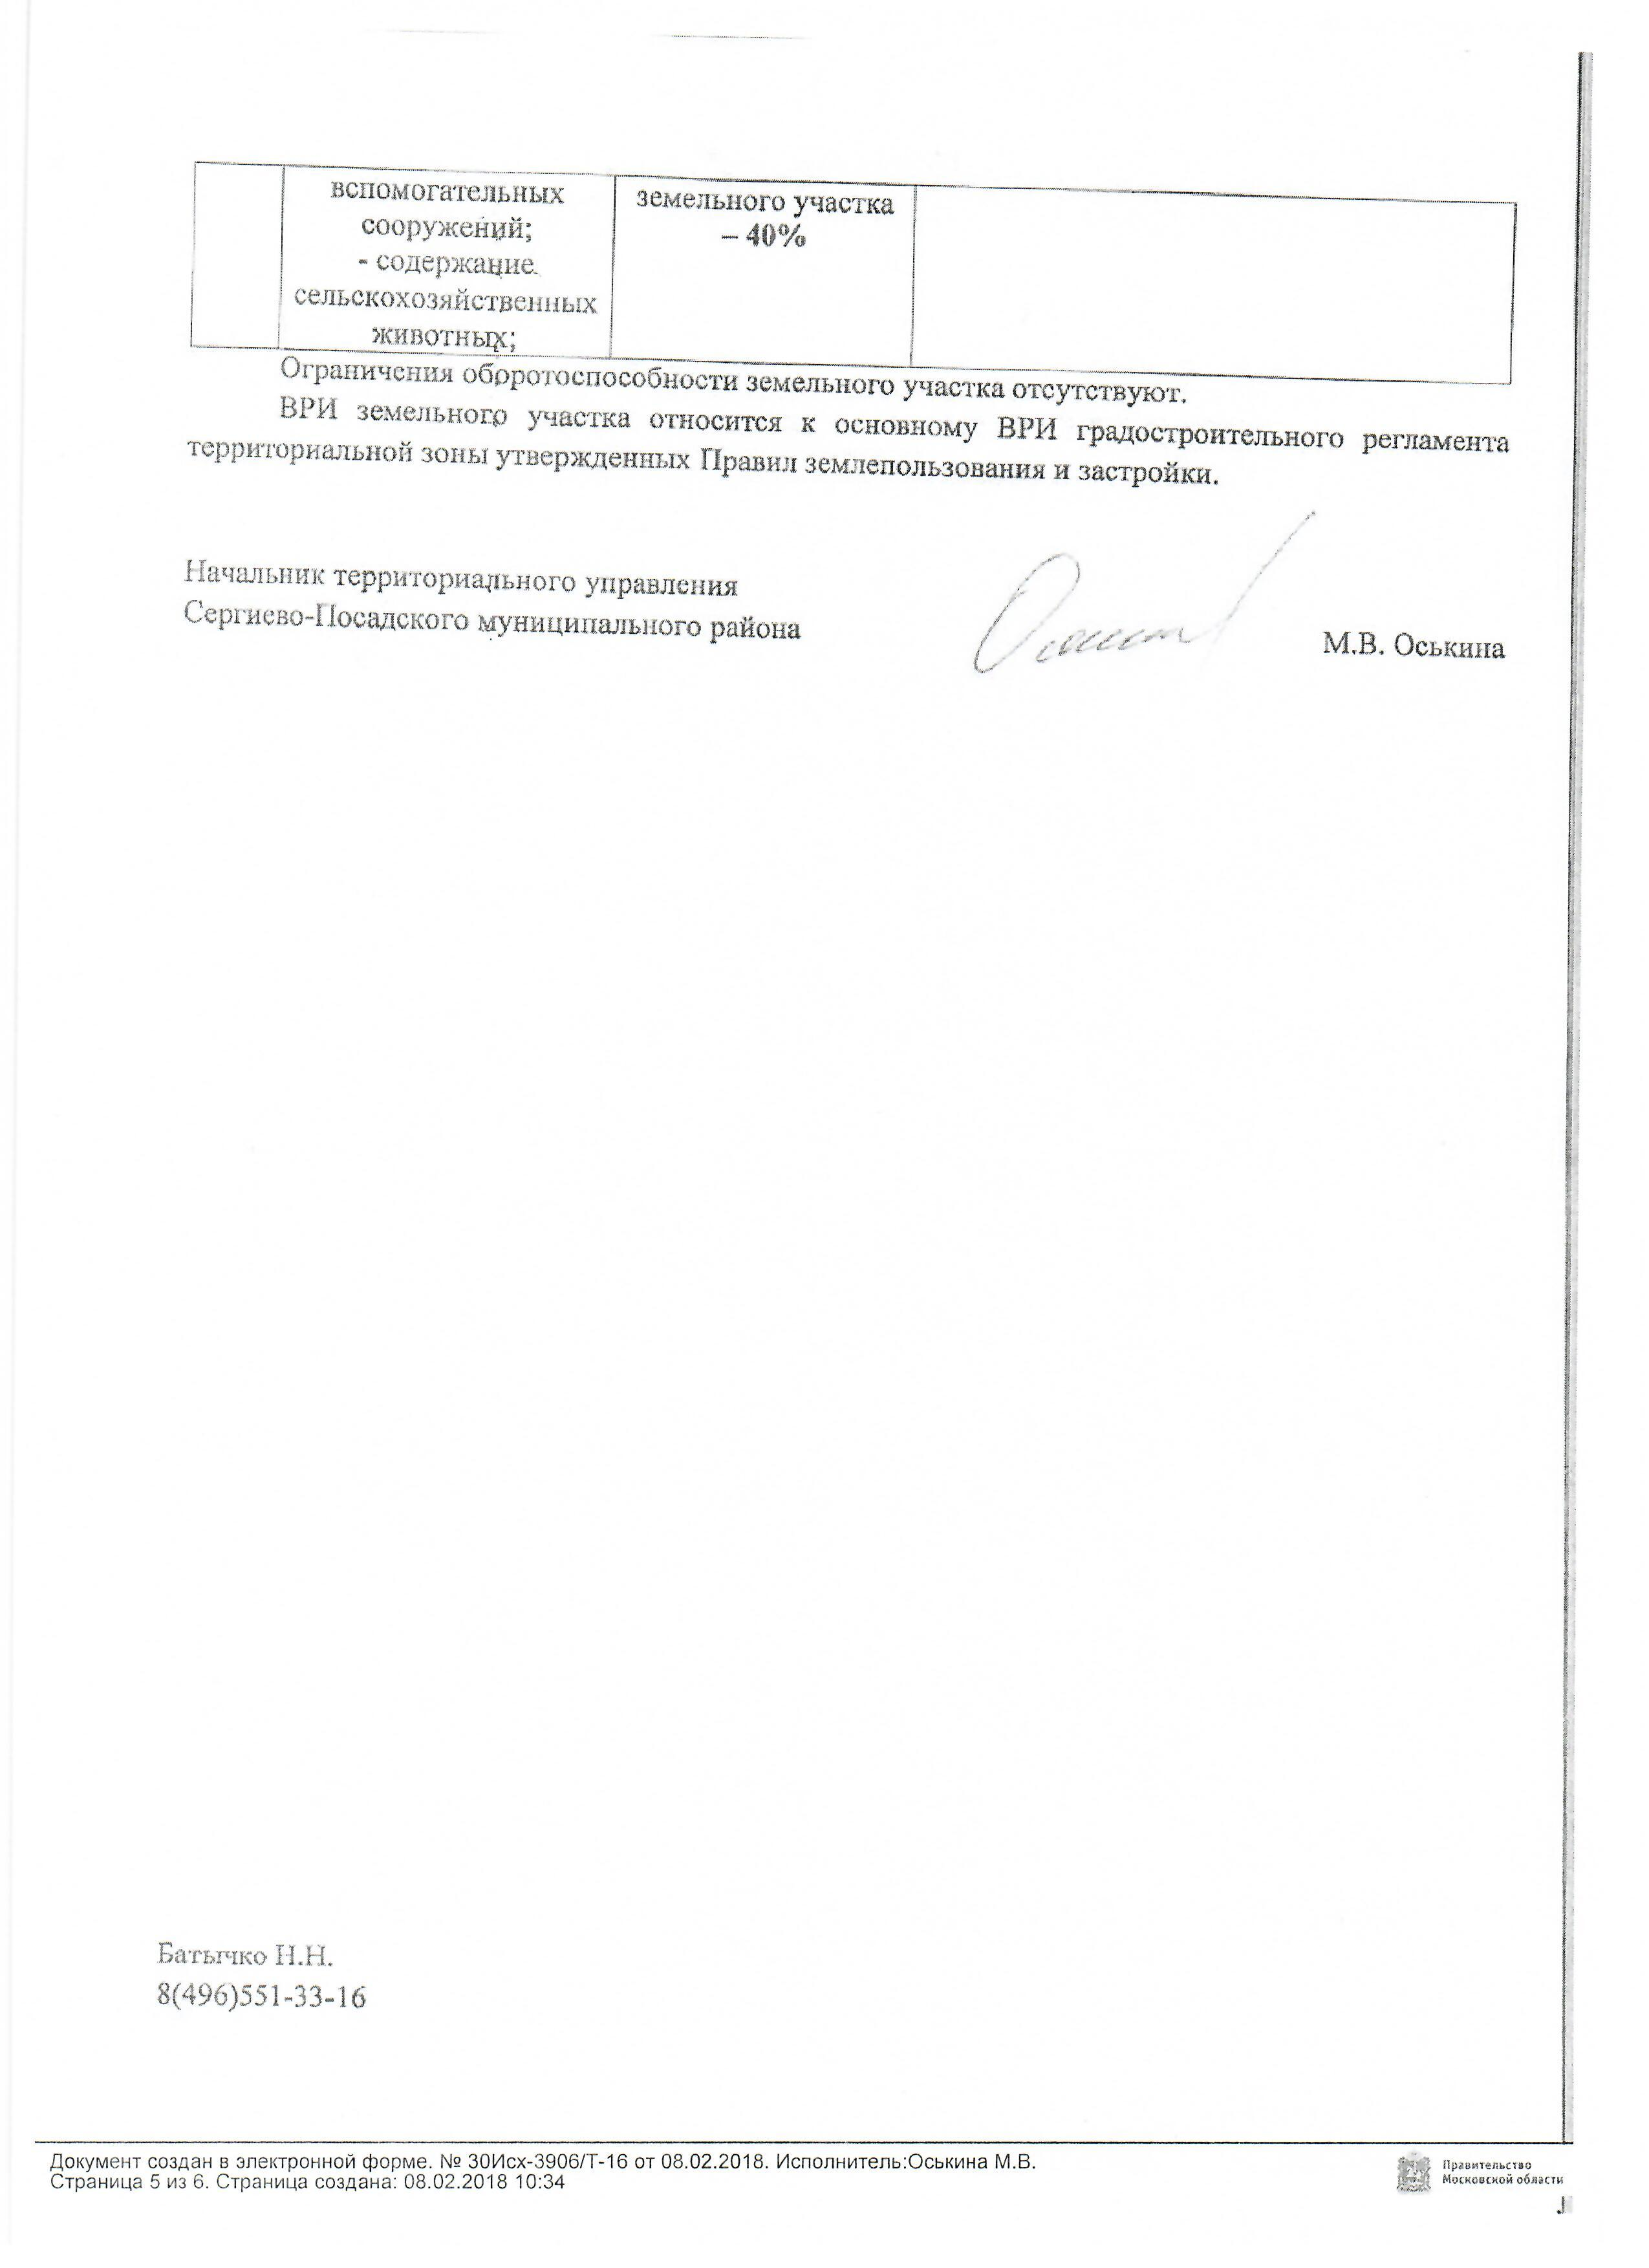 вспомогательных
сооружений;
- содержание
сельскохозяйственных
животных;
земельного участка
– 40%
Ограничения оборотоспособности земельного участка отсутствуют.
ВРИ земельного участка относится к основному ВРИ градостроительного регламента
территориальной зоны утвержденных Правил землепользования и застройки.
Начальник территориального управления
Сергиево-Посадского муниципального района
М.В. Оськина
Батычко Н.Н.
8(496)551-33-16
Документ создан в электронной форме. № 30Исх-3906/Т-16 от 08.02.2018. Исполнитель:Оськина М.В.
Страница 5 из 6. Страница создана: 08.02.2018 10:34
Правительство
Московской области